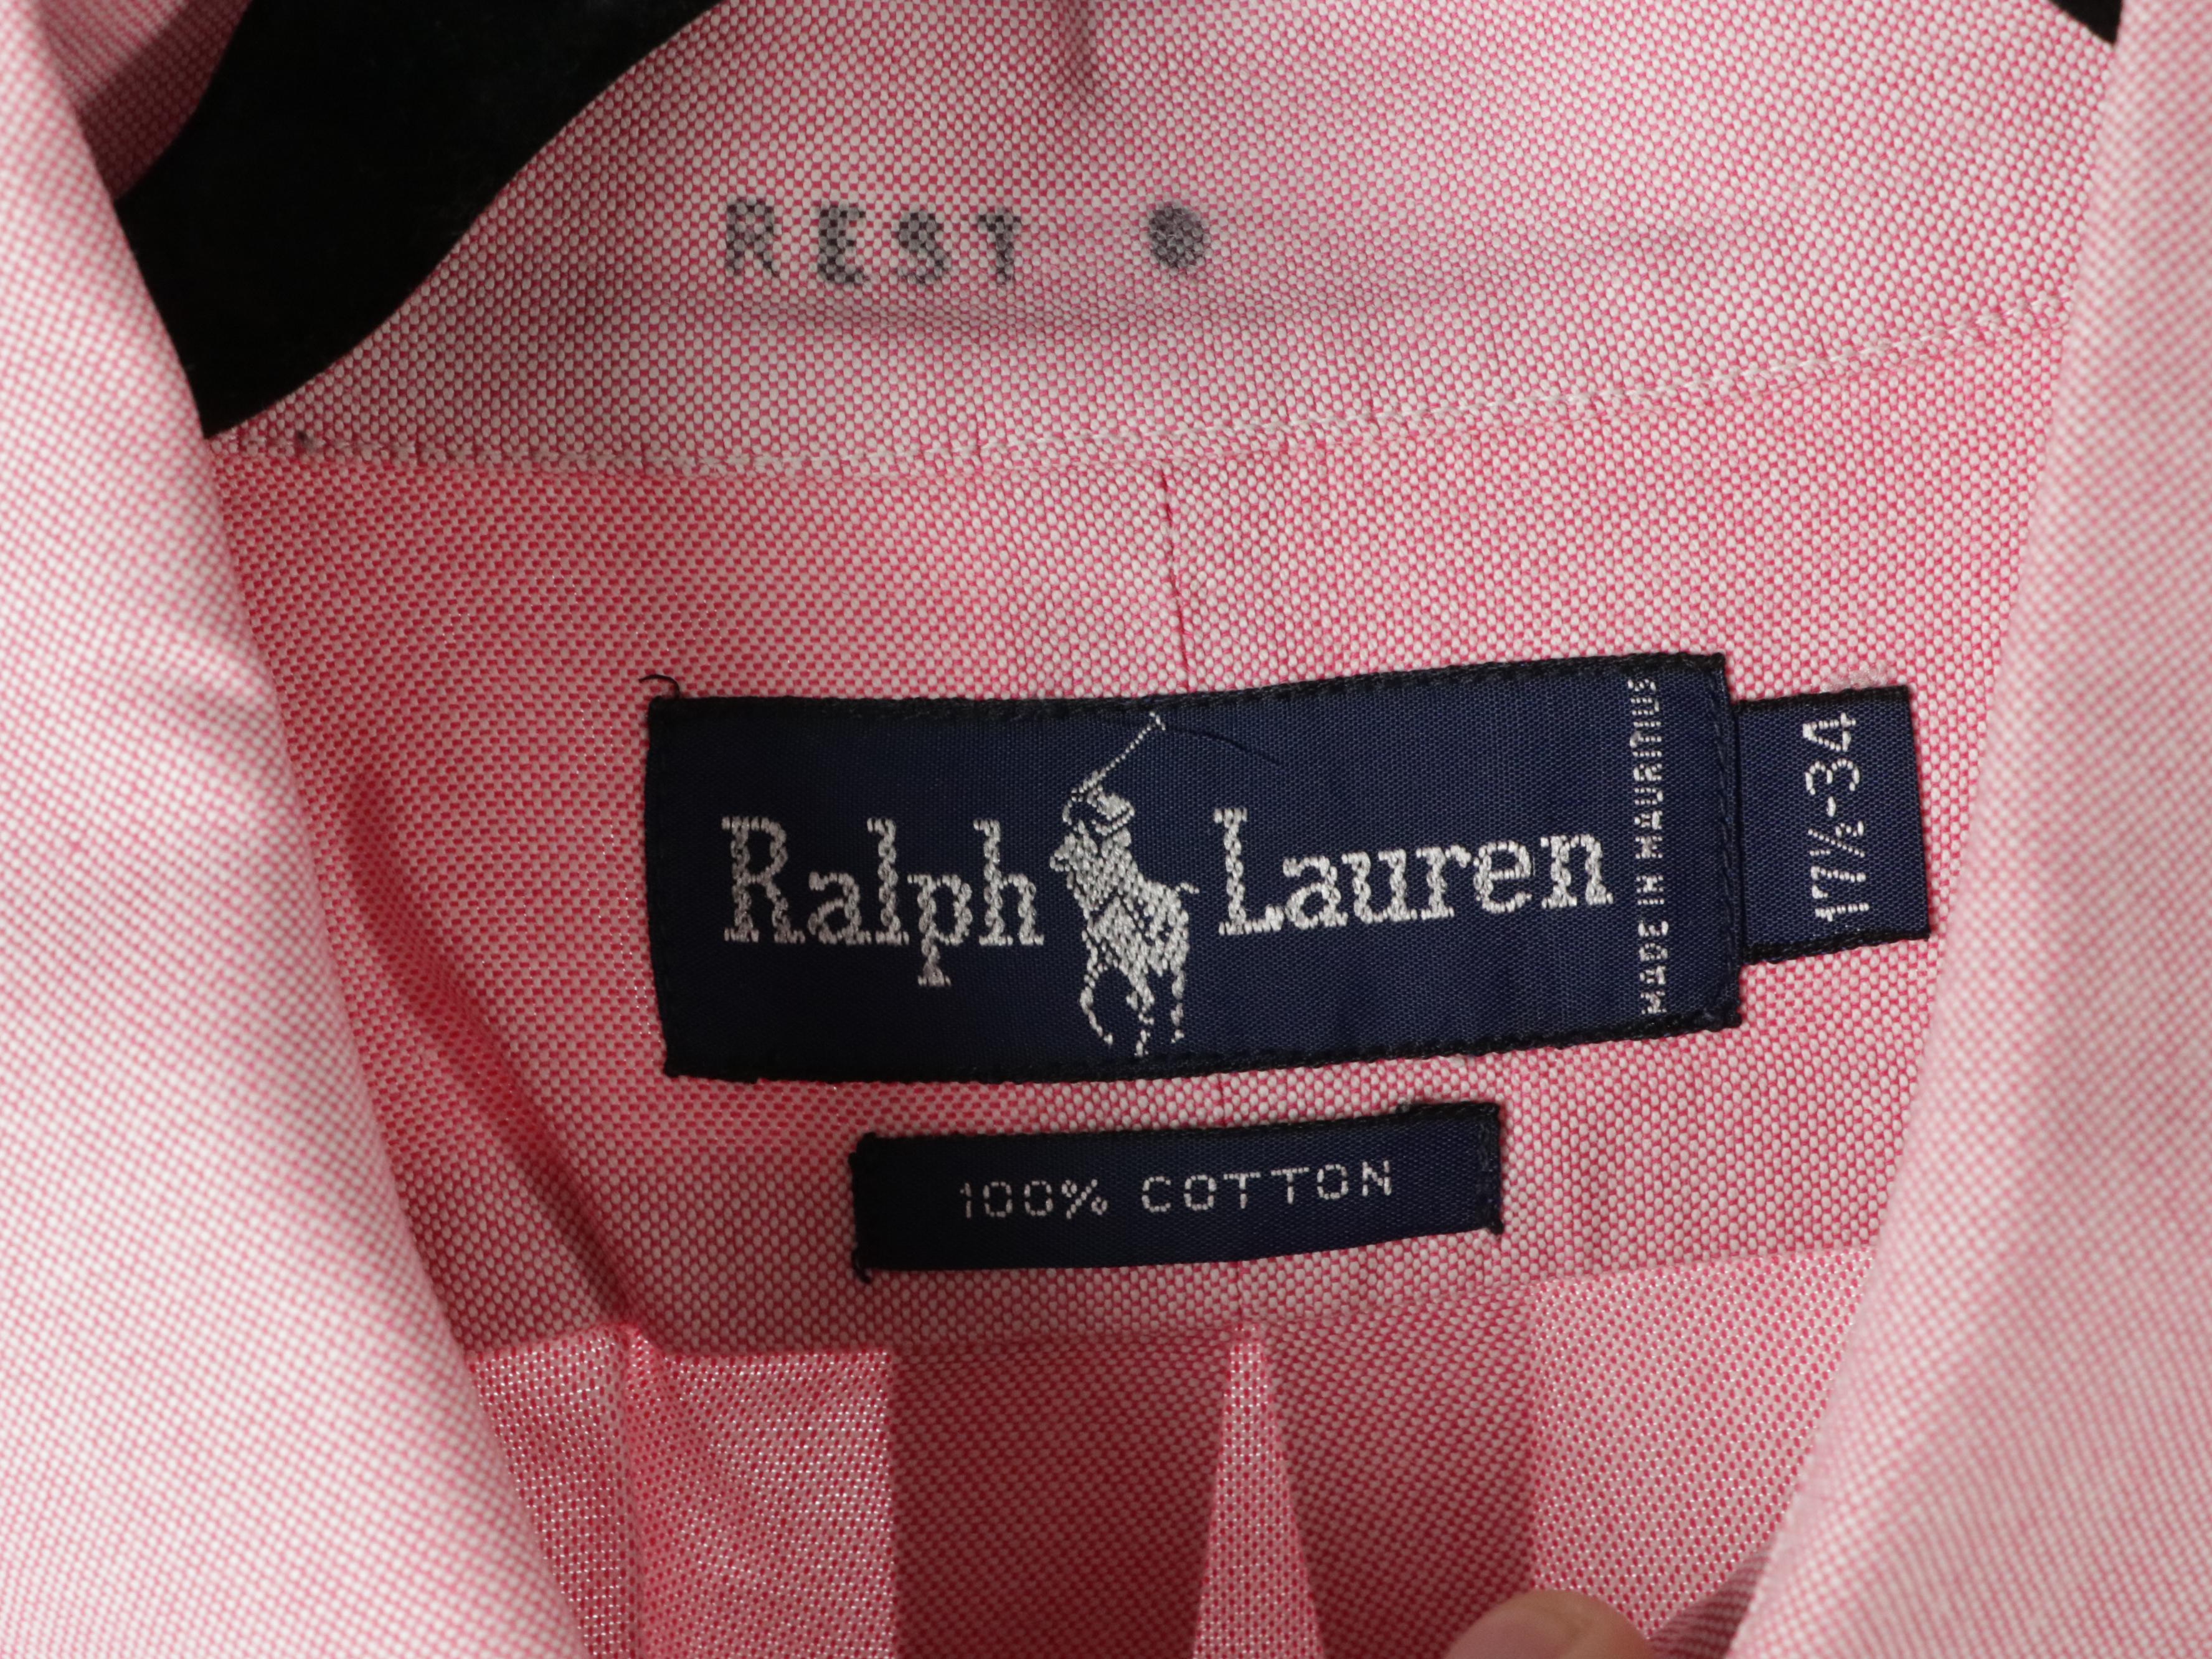 REST
Ralph Lauren
MADE IN MAURITIUS
17½-34
100% COTTON